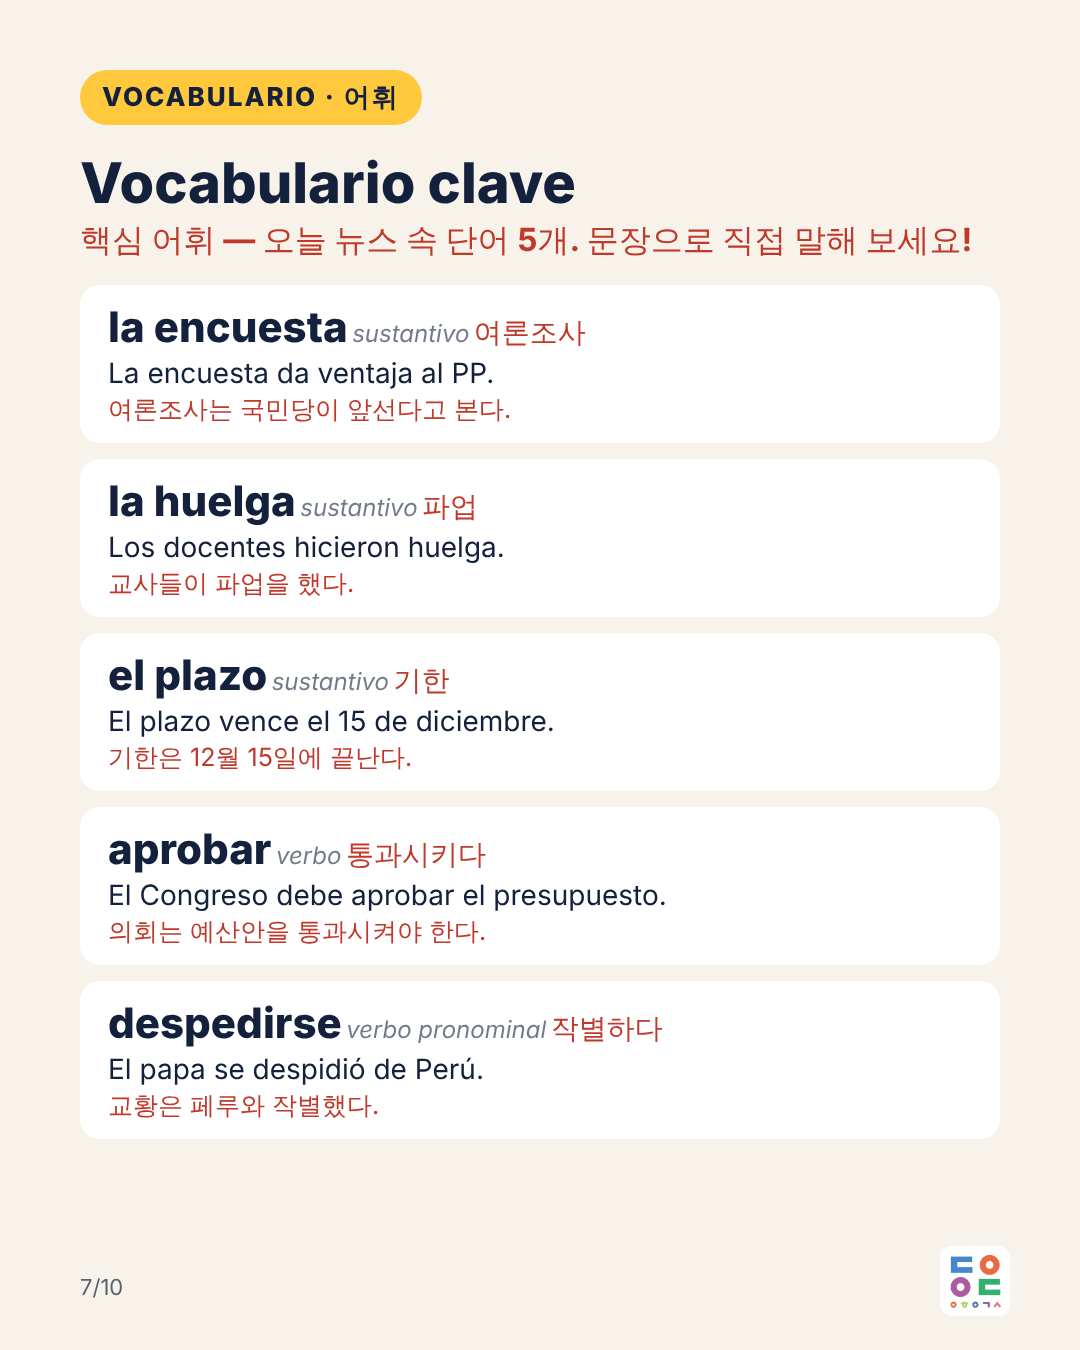 VOCABULARIO · 어휘
Vocabulario clave
핵심 어휘 — 오늘 뉴스 속 단어 5개. 문장으로 직접 말해 보세요!
la encuesta sustantivo 여론조사
La encuesta da ventaja al PP.
여론조사는 국민당이 앞선다고 본다.
la huelga sustantivo 파업
Los docentes hicieron huelga.
교사들이 파업을 했다.
el plazo sustantivo 기한
El plazo vence el 15 de diciembre.
기한은 12월 15일에 끝난다.
aprobar verbo 통과시키다
El Congreso debe aprobar el presupuesto.
의회는 예산안을 통과시켜야 한다.
despedirse verbo pronominal 작별하다
El papa se despidió de Perú.
교황은 페루와 작별했다.
7/10